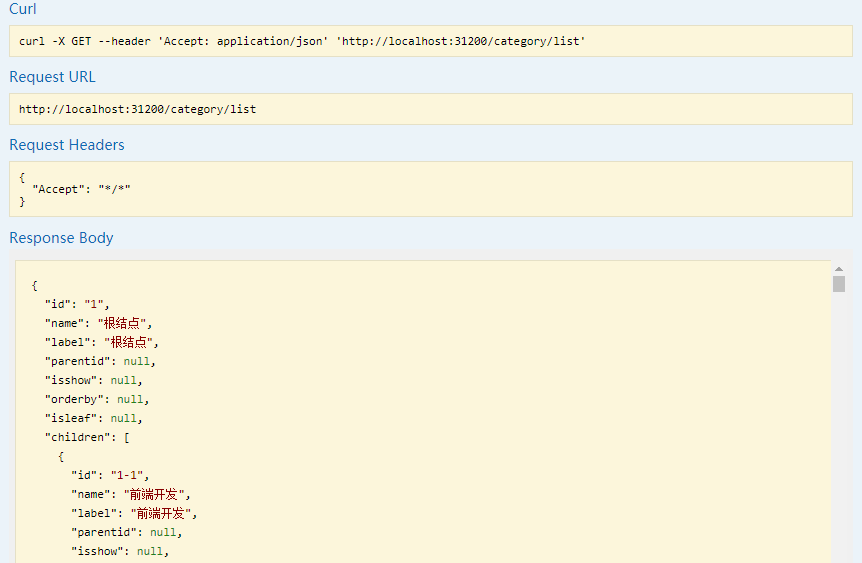 Curl
curl -X GET --header 'Accept: application/json' 'http://localhost:31200/category/list'
Request URL
http://localhost:31200/category/list
Request Headers
{
  "Accept": "*/*"
}
Response Body
{
  "id": "1",
  "name": "根结点",
  "label": "根结点",
  "parentid": null,
  "isshow": null,
  "orderby": null,
  "isleaf": null,
  "children": [
    {
      "id": "1-1",
      "name": "前端开发",
      "label": "前端开发",
      "parentid": null,
      "isshow": null,